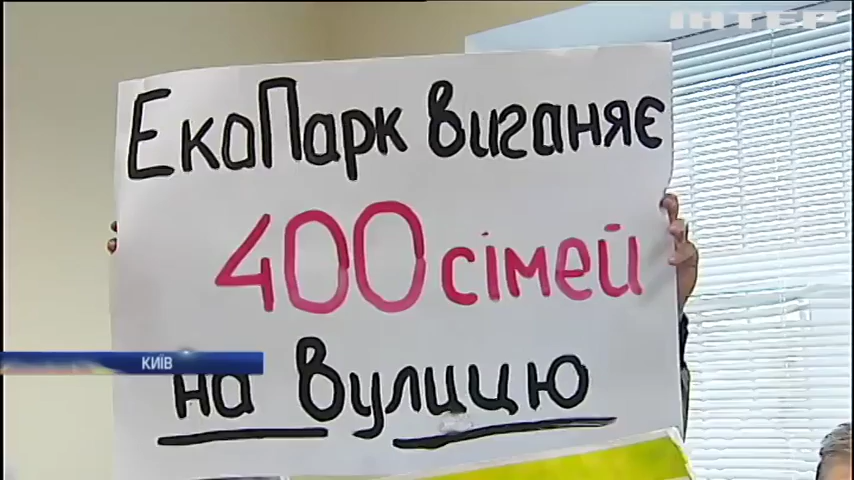 ІНТЕР
ЕкоПарк виганяє
400 сімей
КИЇВ
на вулицю